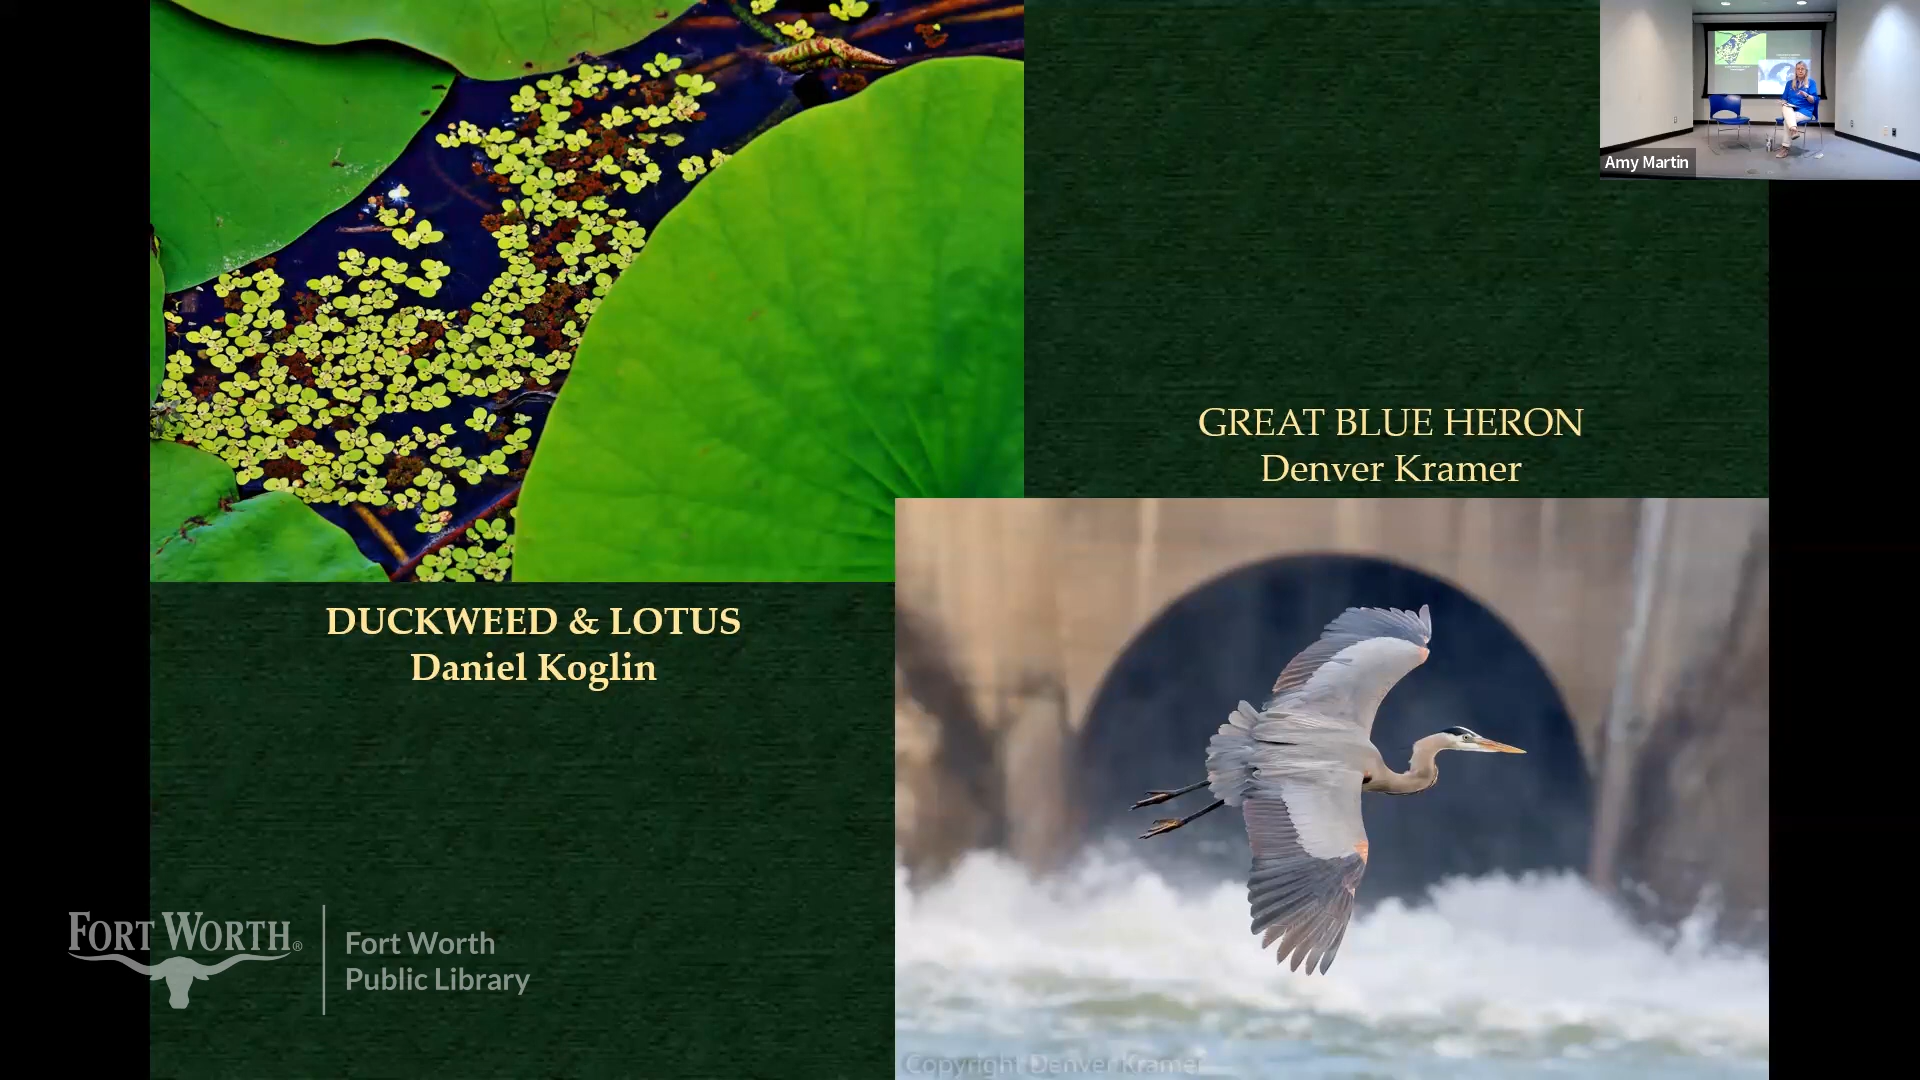 Amy Martin
GREAT BLUE HERON
Denver Kramer
DUCKWEED & LOTUS
Daniel Koglin
FORT WORTH®
Fort Worth
Public Library
Copyright Denver Kramer